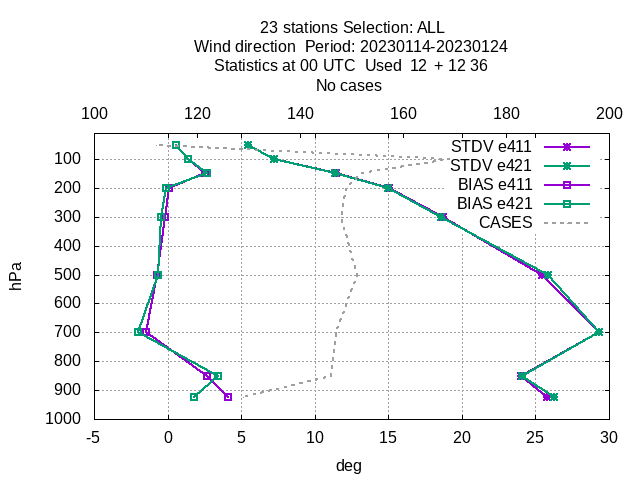 23 stations Selection: ALL
Wind direction  Period: 20230114-20230124
Statistics at 00 UTC  Used  12  + 12 36
No cases
100 120 140 160 180 200
STDV e411
STDV e421
BIAS e411
BIAS e421
CASES
100
200
300
400
500
600
700
800
900
1000
hPa
-5 0 5 10 15 20 25 30
deg